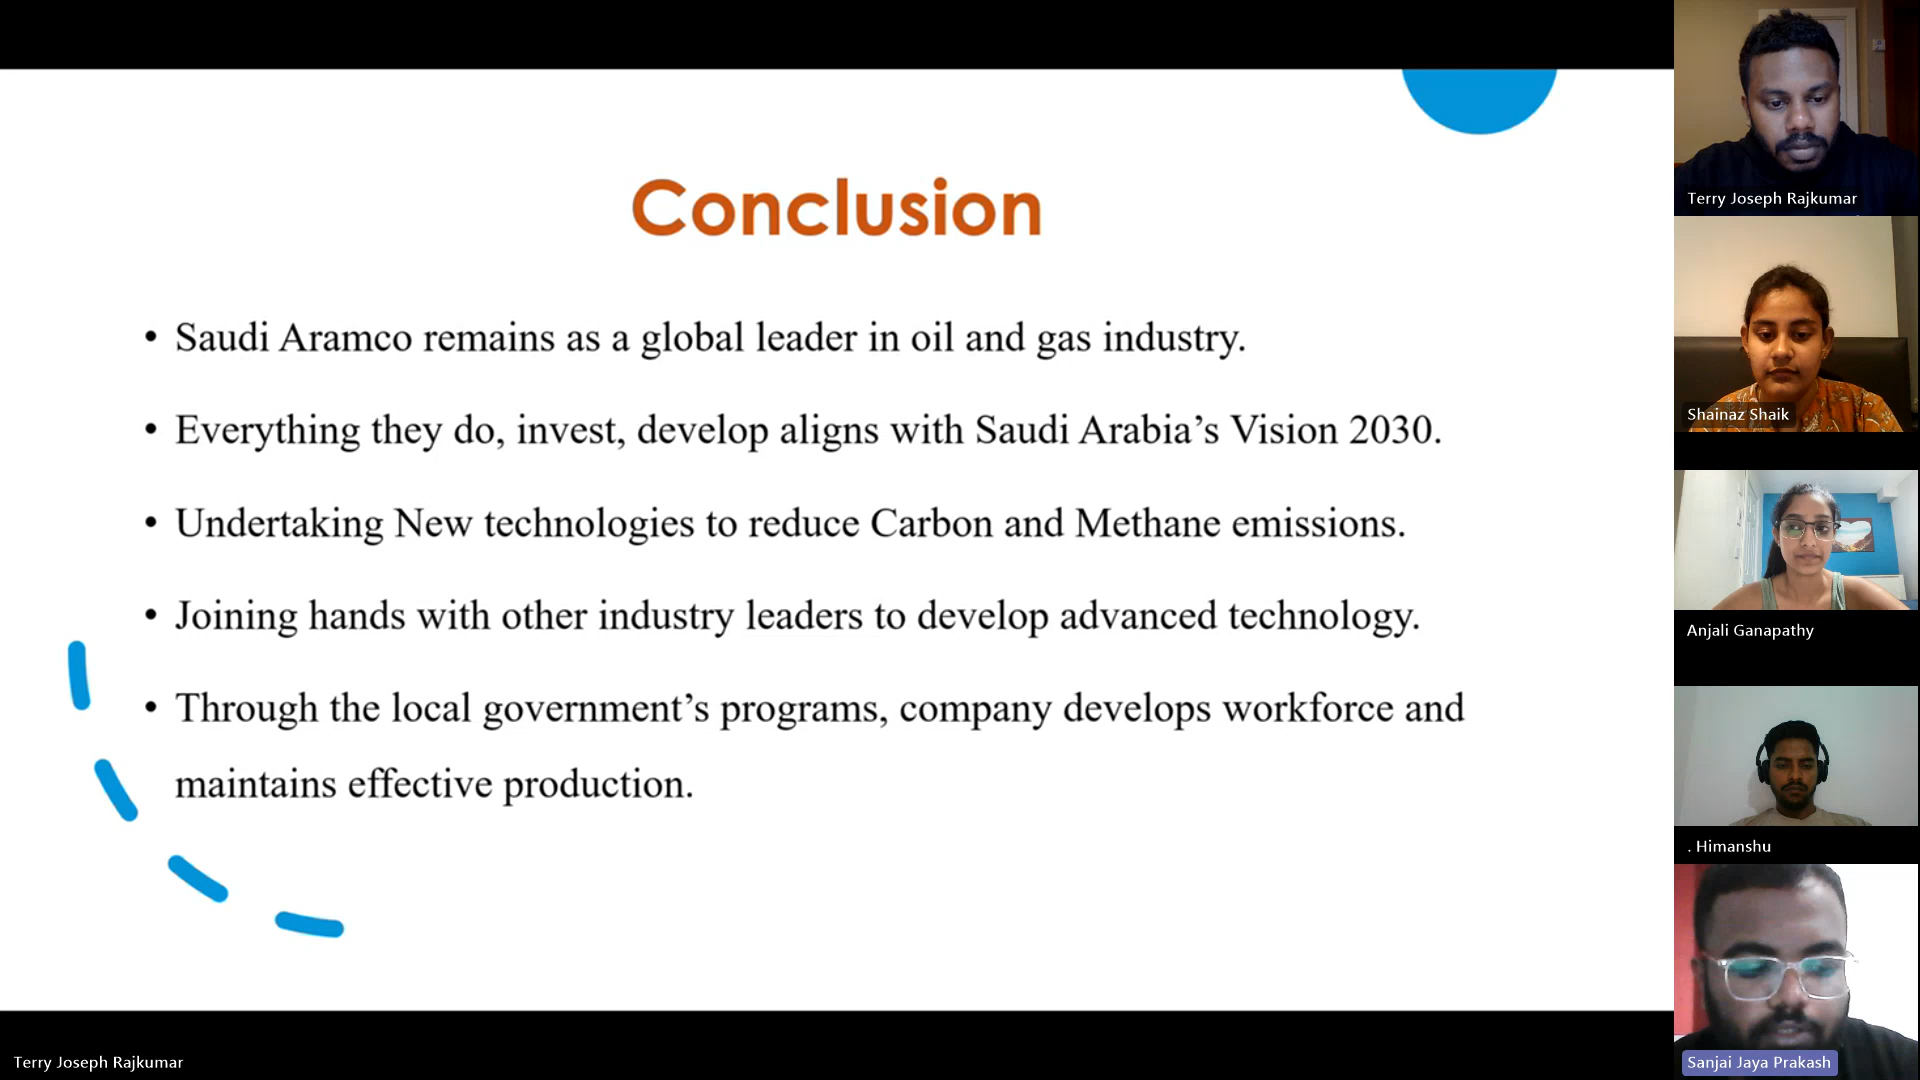 Conclusion
• Saudi Aramco remains as a global leader in oil and gas industry.
• Everything they do, invest, develop aligns with Saudi Arabia’s Vision 2030.
• Undertaking New technologies to reduce Carbon and Methane emissions.
• Joining hands with other industry leaders to develop advanced technology.
• Through the local government’s programs, company develops workforce and
maintains effective production.
Terry Joseph Rajkumar
Terry Joseph Rajkumar
Shainaz Shaik
Anjali Ganapathy
. Himanshu
Sanjai Jaya Prakash